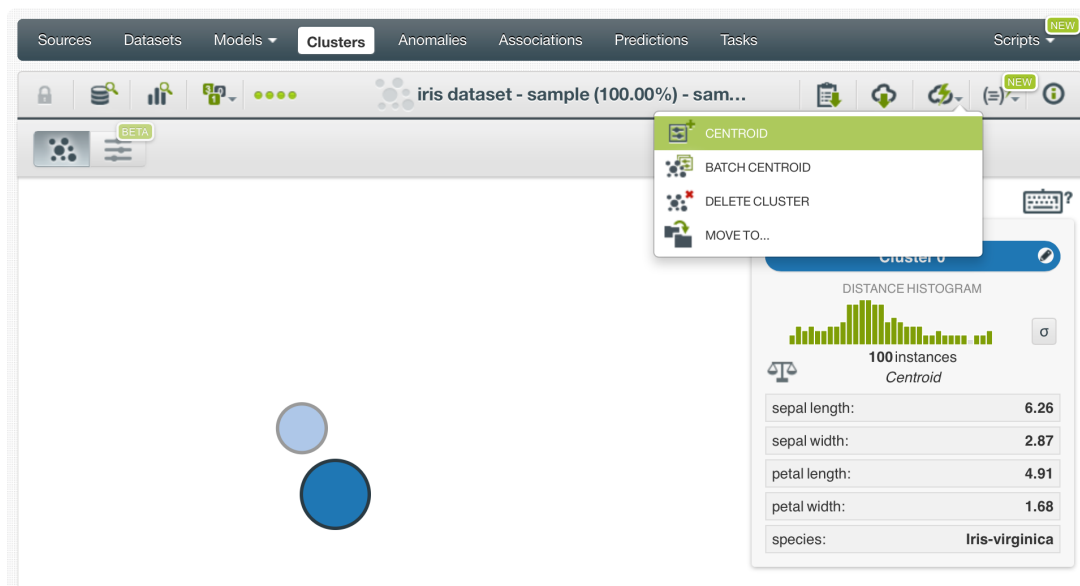 Sources Datasets Models Clusters Anomalies Associations Predictions Tasks Scripts NEW
iris dataset - sample (100.00%) - sam... NEW
BETA
CENTROID
BATCH CENTROID
DELETE CLUSTER
MOVE TO...
?
Cluster 0
DISTANCE HISTOGRAM
σ
100 instances
Centroid
sepal length: 6.26
sepal width: 2.87
petal length: 4.91
petal width: 1.68
species: Iris-virginica